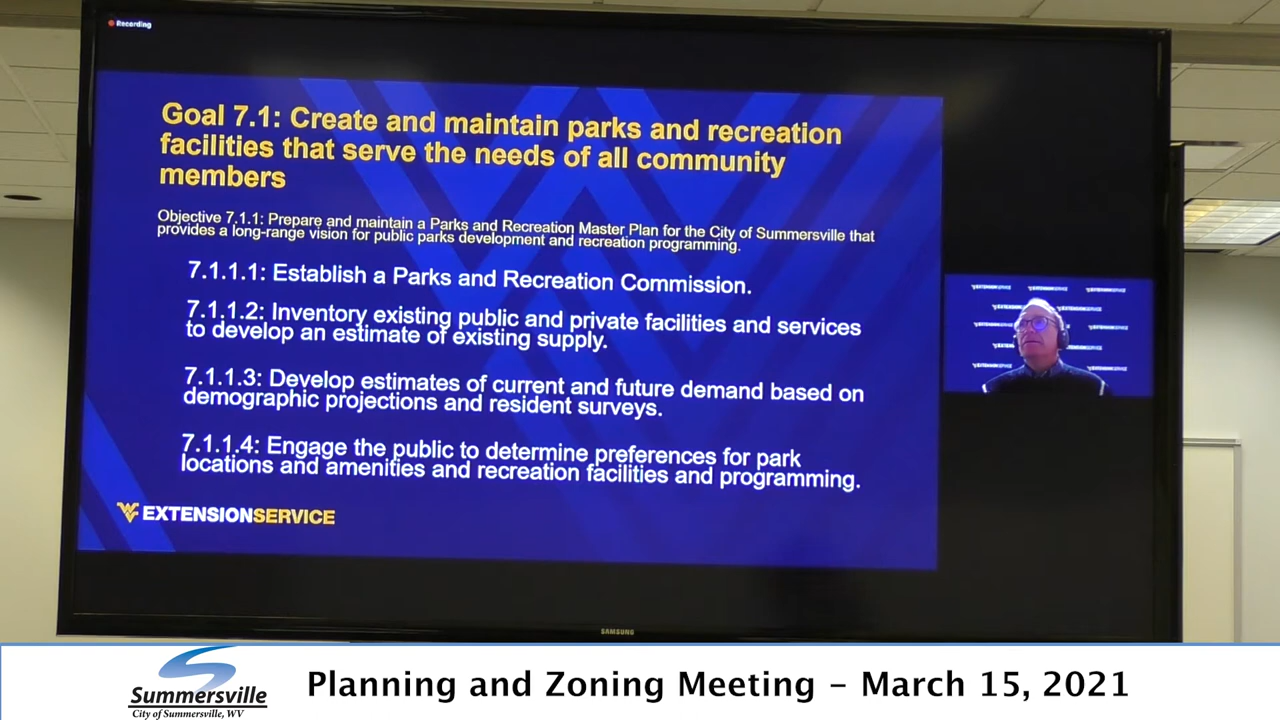 Recording
Goal 7.1: Create and maintain parks and recreation
facilities that serve the needs of all community
members
Objective 7.1.1: Prepare and maintain a Parks and Recreation Master Plan for the City of Summersville that
provides a long-range vision for public parks development and recreation programming.
7.1.1.1: Establish a Parks and Recreation Commission.
7.1.1.2: Inventory existing public and private facilities and services
to develop an estimate of existing supply.
7.1.1.3: Develop estimates of current and future demand based on
demographic projections and resident surveys.
7.1.1.4: Engage the public to determine preferences for park
locations and amenities and recreation facilities and programming.
WV EXTENSIONSERVICE
SAMSUNG
Summersville
City of Summersville, WV
Planning and Zoning Meeting – March 15, 2021